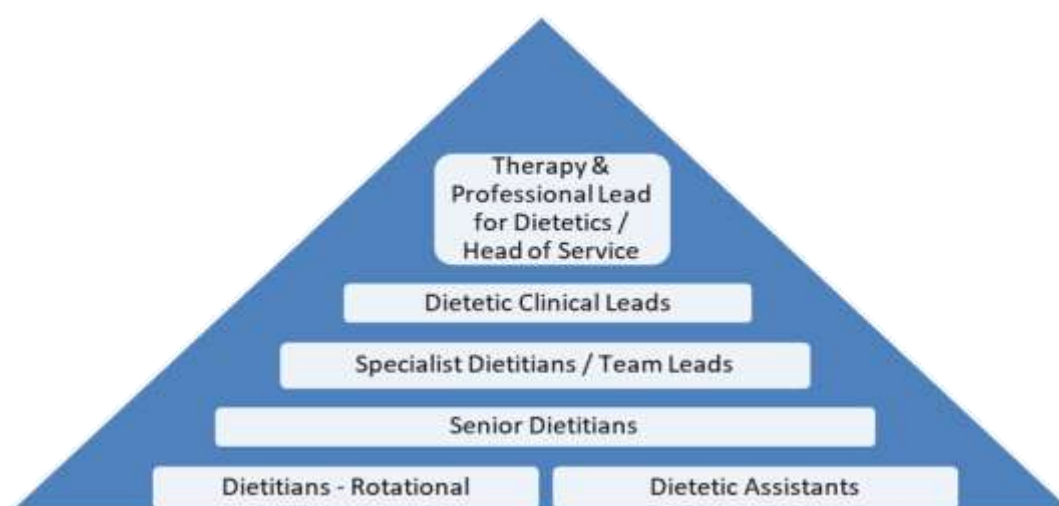 Therapy &
Professional Lead
for Dietetics /
Head of Service
Dietetic Clinical Leads
Specialist Dietitians / Team Leads
Senior Dietitians
Dietitians - Rotational
Dietetic Assistants